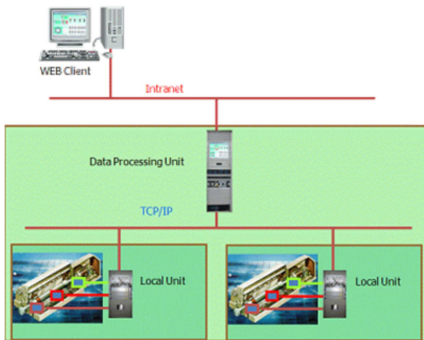 WEB Client
Intranet
Data Processing Unit
TCP/IP
Local Unit
Local Unit